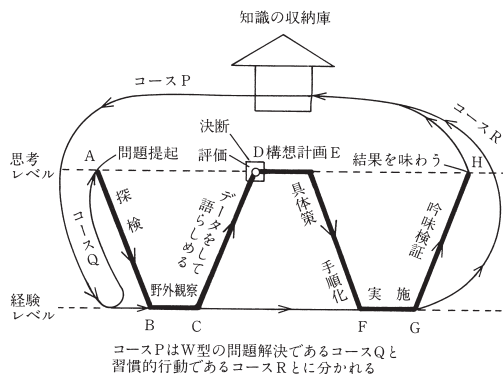 知識の収納庫
コースP
コースR
決断
評価
D構想計画E
思考
レベル
A
問題提起
結果を味わう
H
探検
データをして
語らしめる
具体策
手順化
吟味検証
コースQ
野外観察
実施
経験
レベル
B
C
F
G
コースPはW型の問題解決であるコースQと
習慣的行動であるコースRとに分かれる